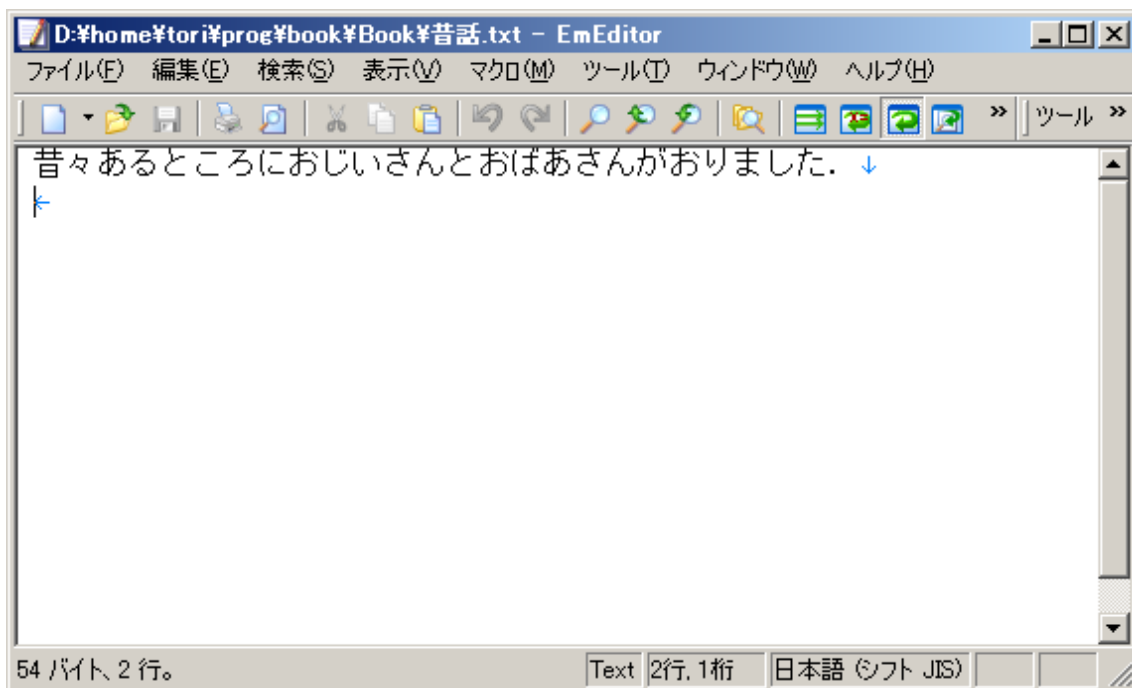 D:¥home¥tori¥prog¥book¥Book¥昔話.txt - EmEditor
ファイル(F) 編集(E) 検索(S) 表示(V) マクロ(M) ツール(T) ウィンドウ(W) ヘルプ(H)
ツール »
昔々あるところにおじいさんとおばあさんがおりました．↓
←
54 バイト、2 行。 Text 2行, 1桁 日本語 (シフト JIS)